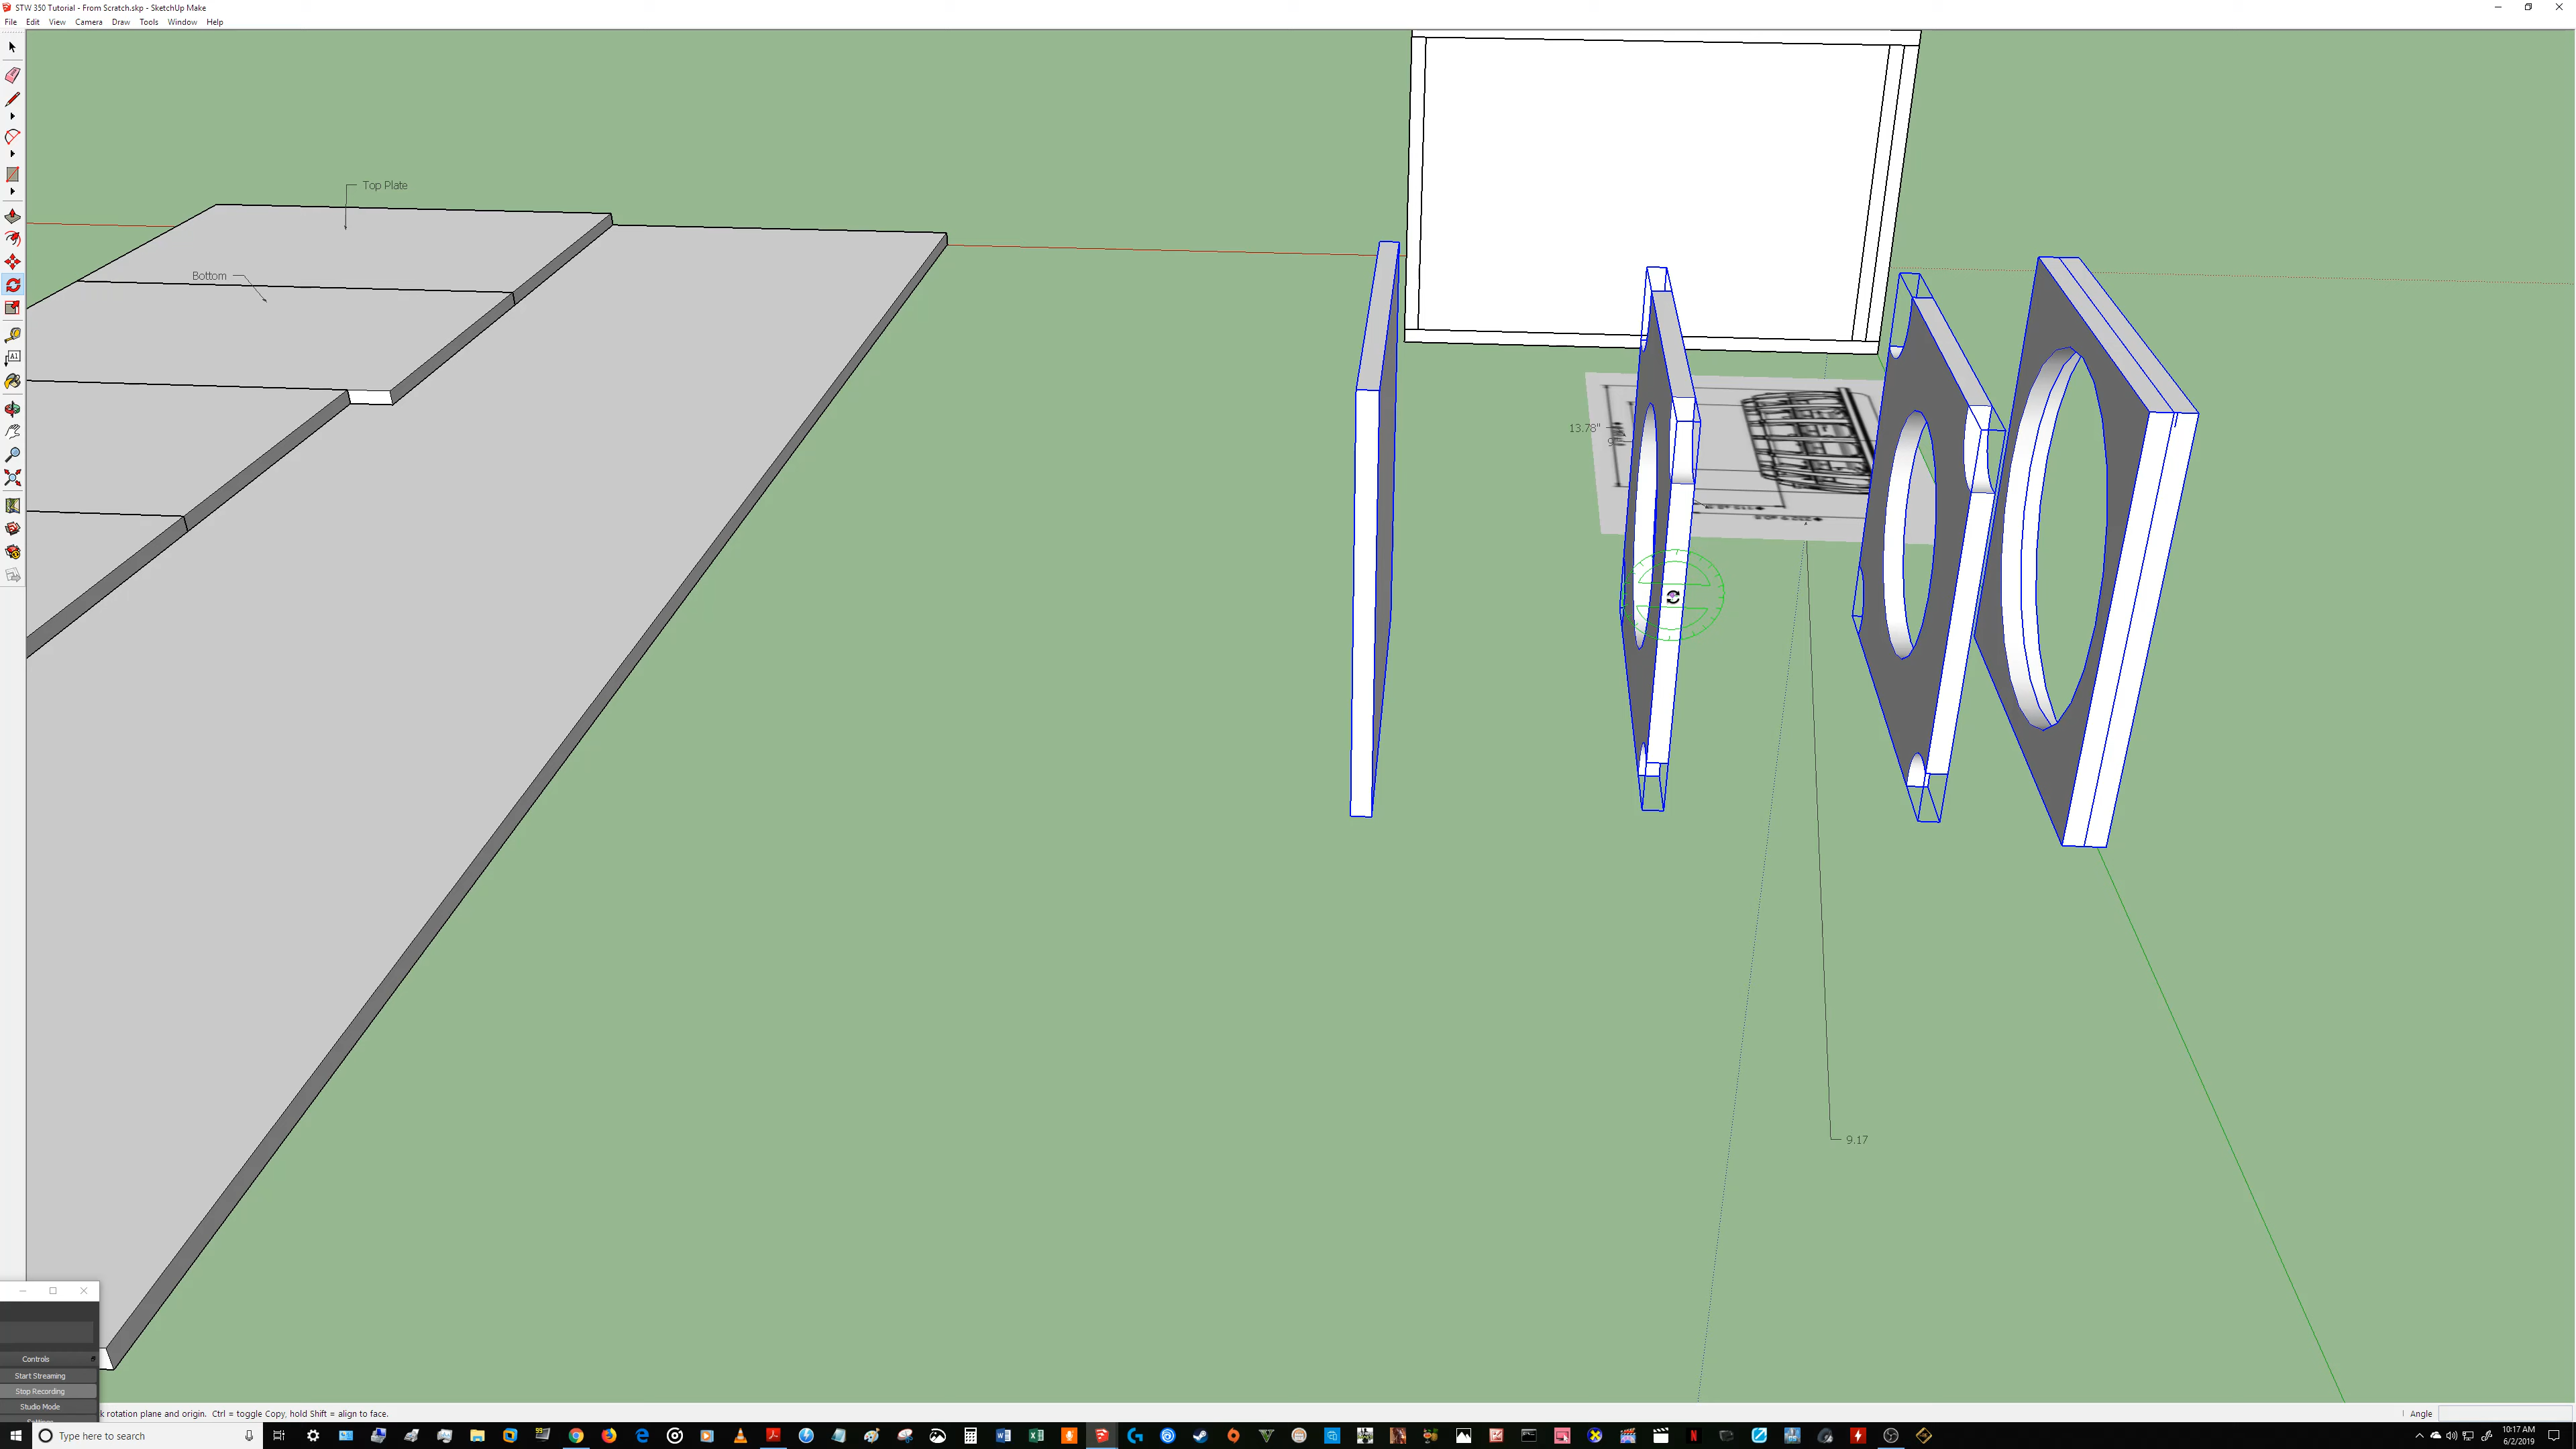 STW 350 Tutorial - From Scratch.skp - SketchUp Make
File Edit View Camera Draw Tools Window Help
Top Plate
Bottom
13.78"
9.17
Controls
Start Streaming
Stop Recording
Studio Mode
k rotation plane and origin. Ctrl = toggle Copy, hold Shift = align to face.
Angle
Type here to search
10:17 AM
6/2/2019